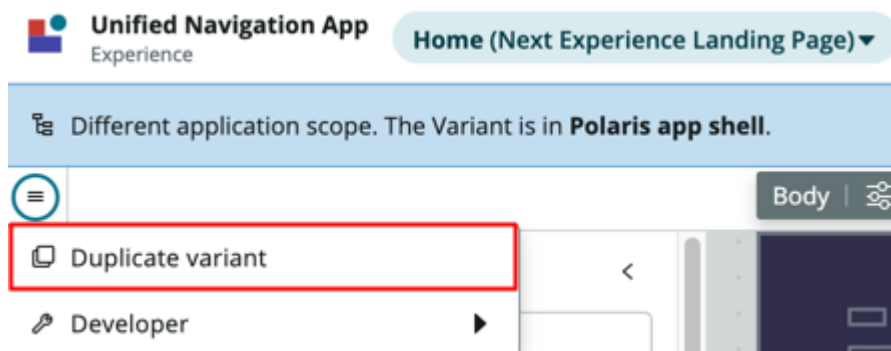 Unified Navigation App
Experience
Home (Next Experience Landing Page)
Different application scope. The Variant is in Polaris app shell.
Body
Duplicate variant
Developer